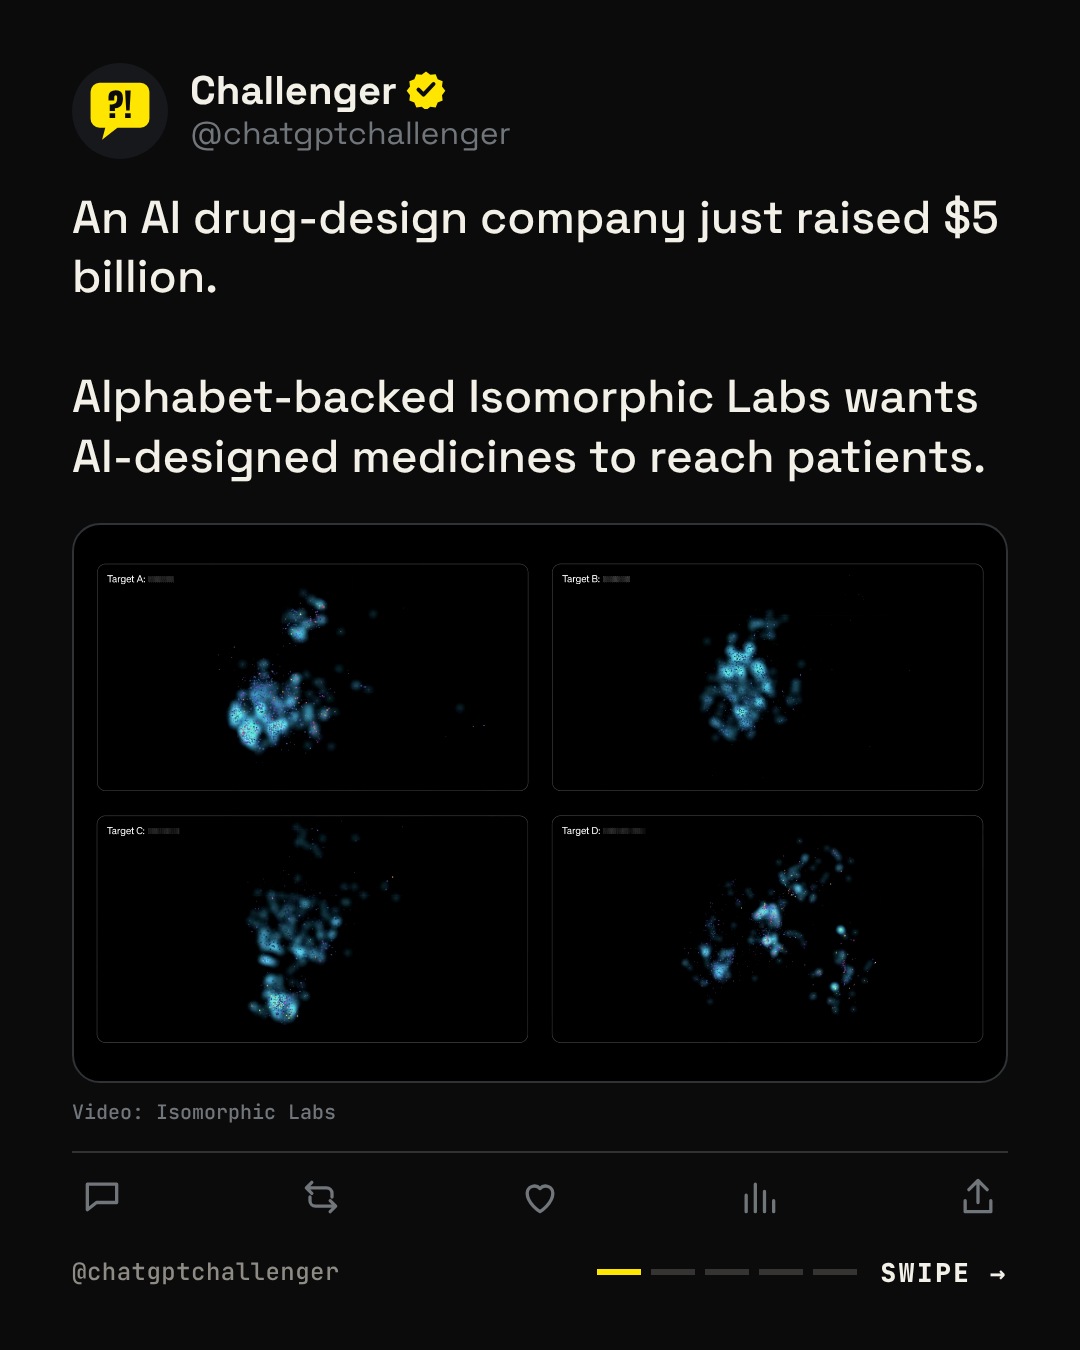 ?!
Challenger
@chatgptchallenger
An AI drug-design company just raised $5
billion.
Alphabet-backed Isomorphic Labs wants
AI-designed medicines to reach patients.
Target A:
Target B:
Target C:
Target D:
Video: Isomorphic Labs
@chatgptchallenger
SWIPE →